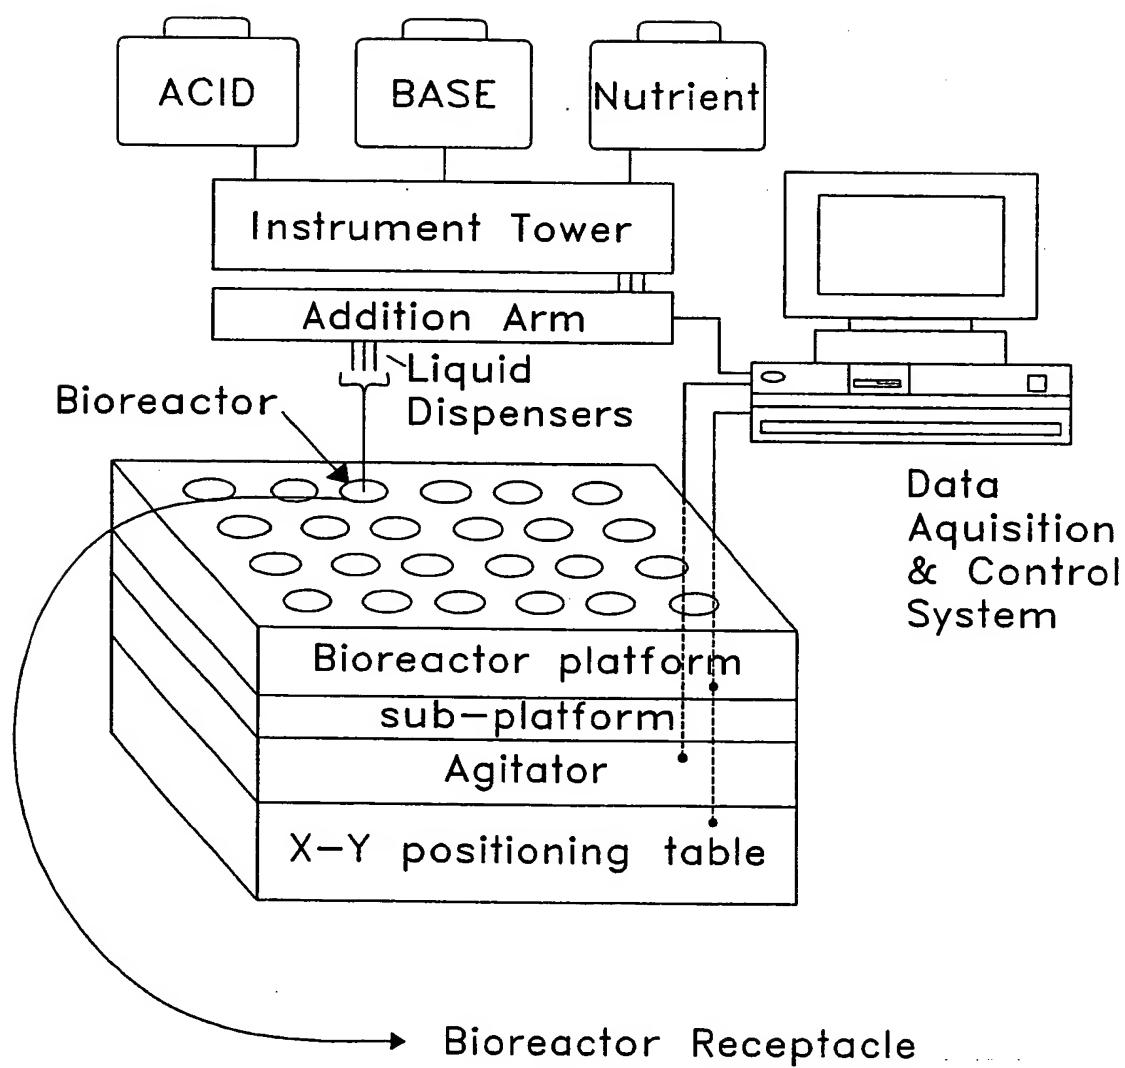 ACID
BASE
Nutrient
Instrument Tower
Addition Arm
Liquid
Dispensers
Bioreactor
Data
Aquisition
& Control
System
Bioreactor platform
sub-platform
Agitator
X-Y positioning table
Bioreactor Receptacle